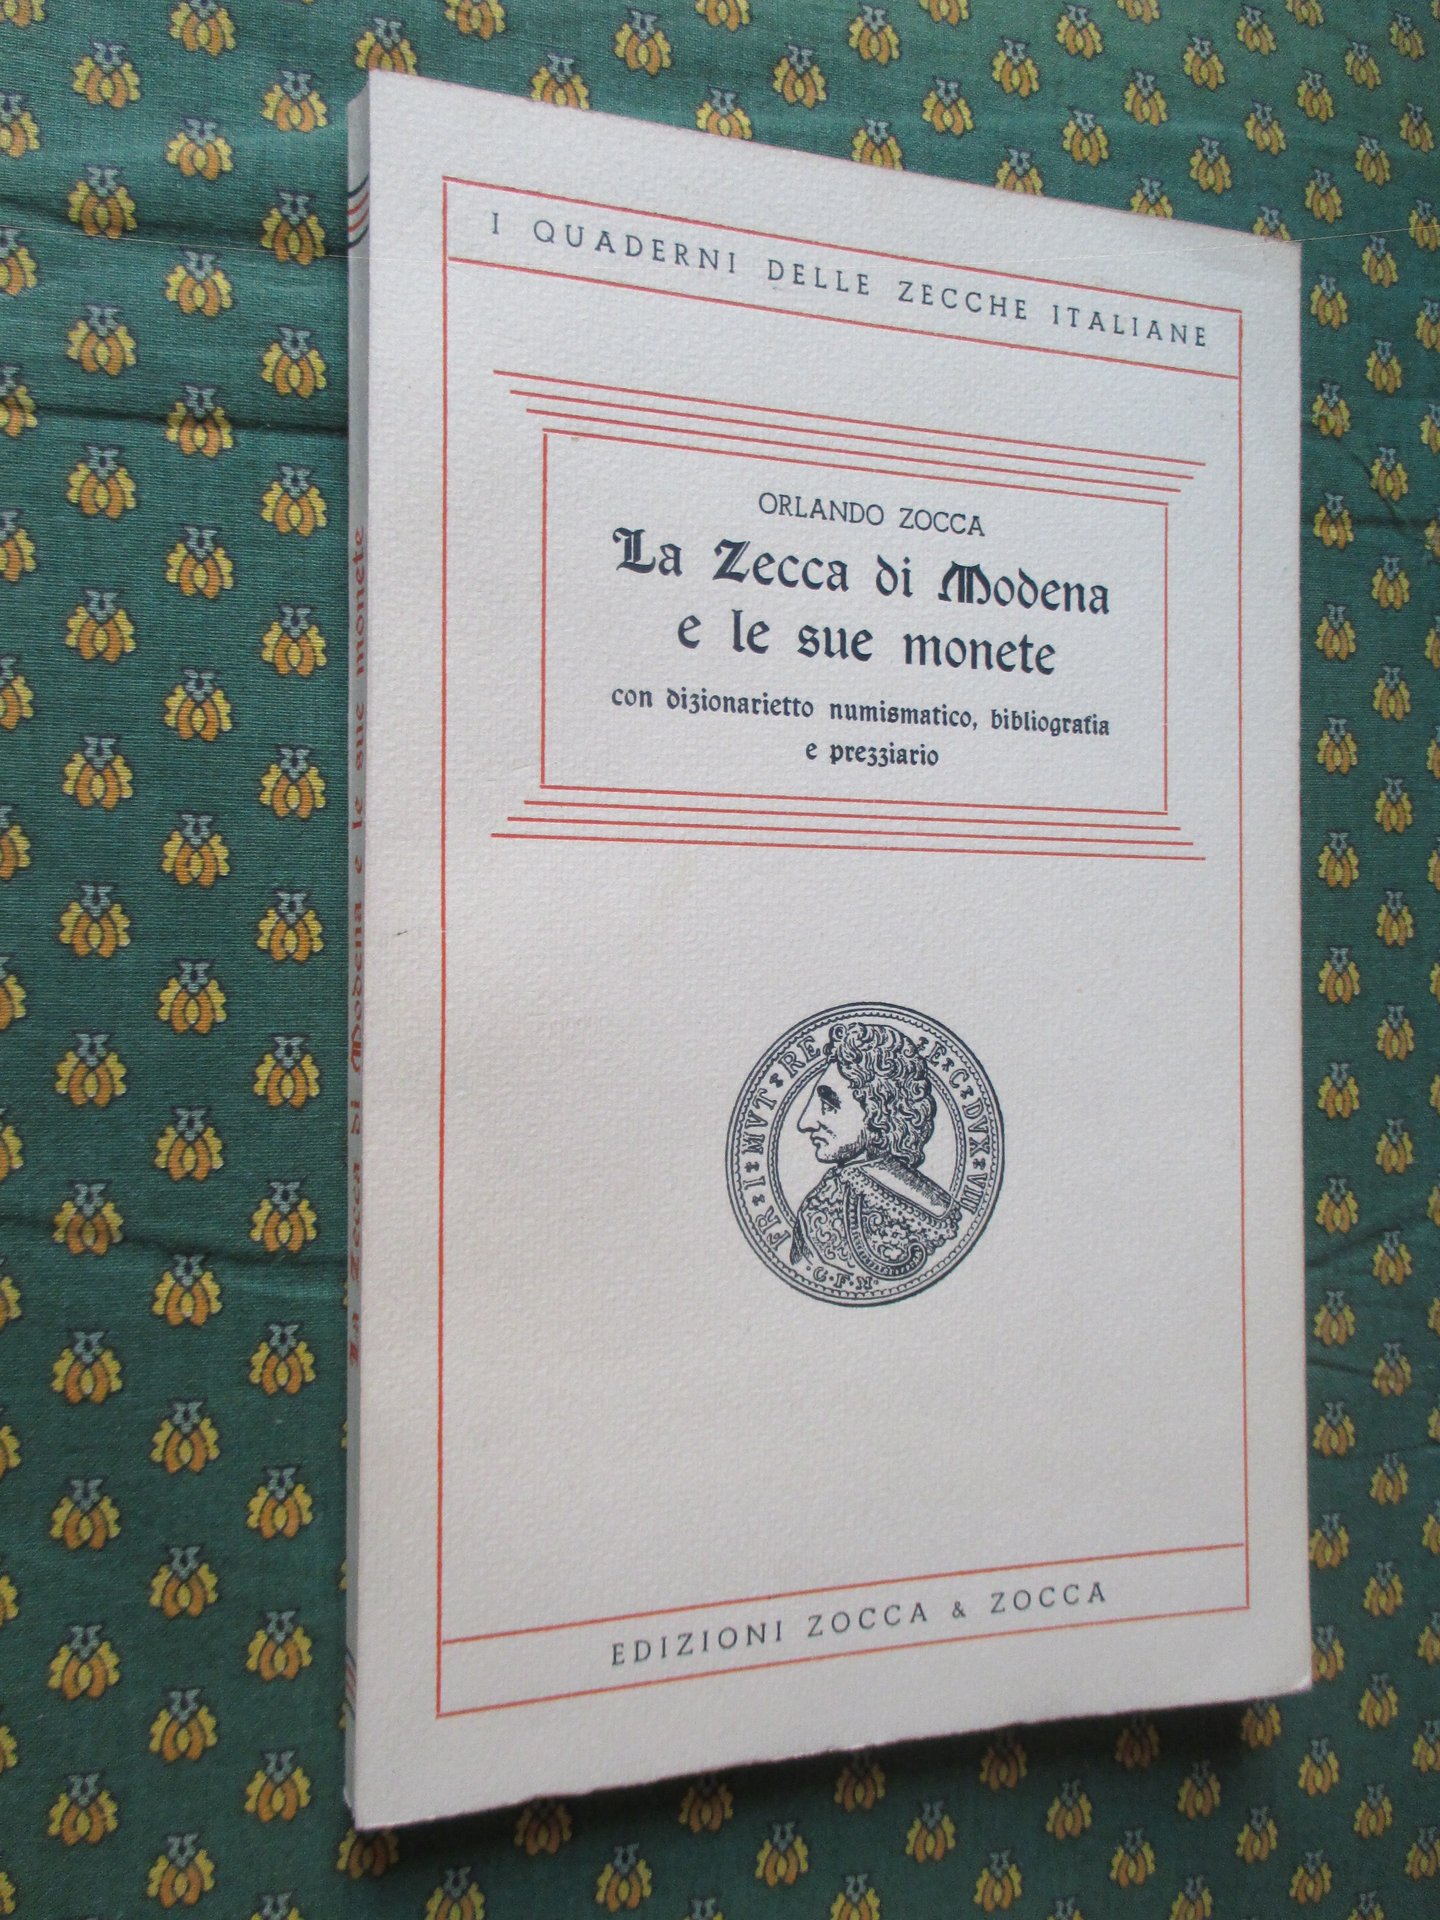 I QUADERNI DELLE ZECCHE ITALIANE
ORLANDO ZOCCA
La Zecca di Modena
e le sue monete
con dizionarietto numismatico, bibliografia
e prezziario
FR · I · MVT · RE · E · C · DVX · VIII
· G · F · M ·
EDIZIONI ZOCCA & ZOCCA
La Zecca di Modena e le sue monete